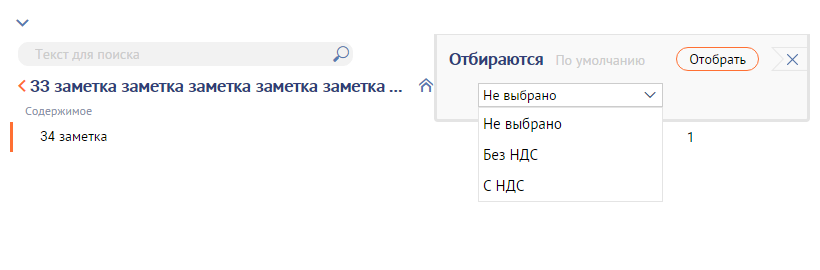 Текст для поиска
33 заметка заметка заметка заметка заметка ...
Содержимое
34 заметка
1
Отбираются По умолчанию Отобрать
Не выбрано
Не выбрано
Без НДС
С НДС